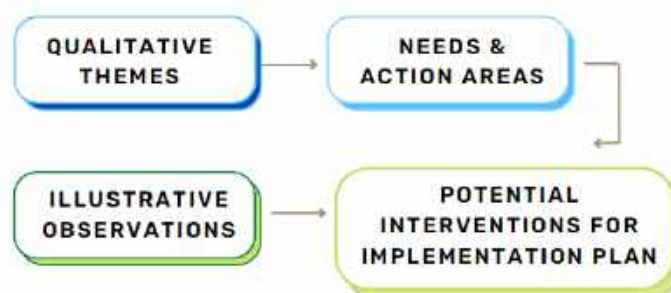 QUALITATIVE
THEMES
NEEDS &
ACTION AREAS
ILLUSTRATIVE
OBSERVATIONS
POTENTIAL
INTERVENTIONS FOR
IMPLEMENTATION PLAN